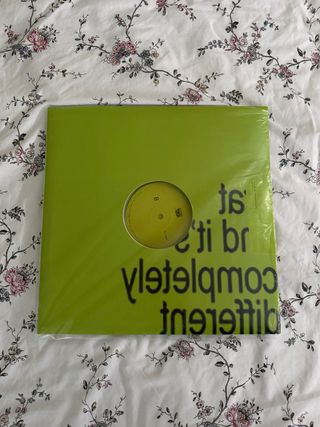 at
nd it's
completely
different
B